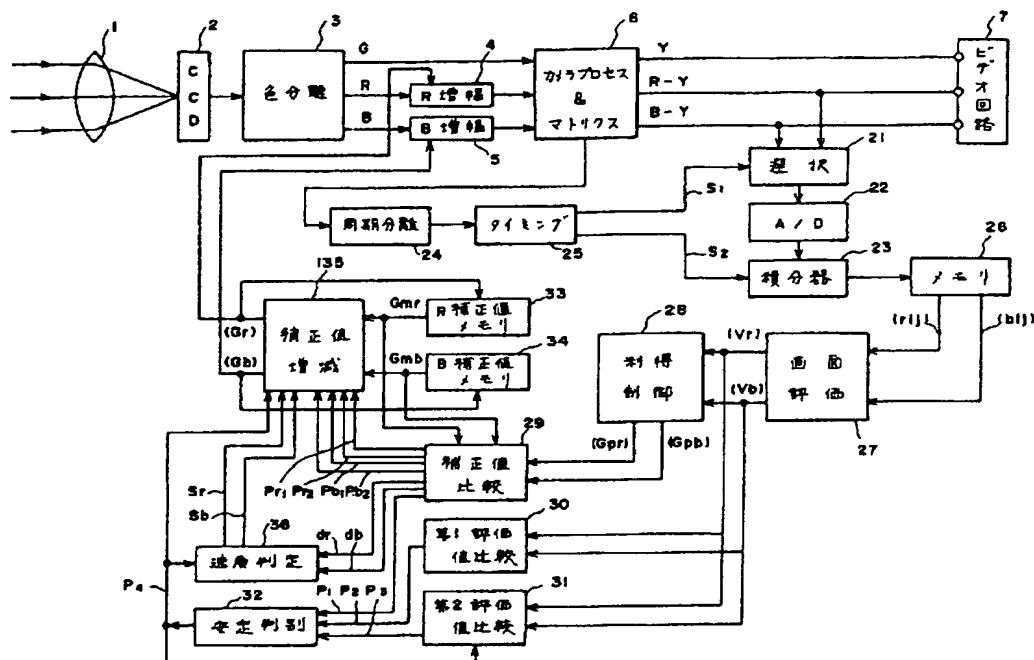 1
2
3
4
5
6
7
C
C
D
色分離
G
R
B
R増幅
B増幅
カメラプロセス
&
マトリクス
Y
R-Y
B-Y
ビデオ回路
21
選択
S1
22
A/D
周期分離
24
タイミング
25
S2
23
積分器
26
メモリ
(rij)
(bij)
135
補正値
増減
(Gr)
(Gb)
Gmr
33
R補正値
メモリ
34
Gmb
B補正値
メモリ
28
利得
制御
(Vr)
(Vb)
画面
評価
27
(Gpr)
(Gpb)
29
補正値
比較
Pr1 Pr2 Pb1 Pb2
Sr
Sb
36
速度判定
dr
db
30
第1評価
値比較
P4
32
安定判別
P1 P2 P3
31
第2評価
値比較